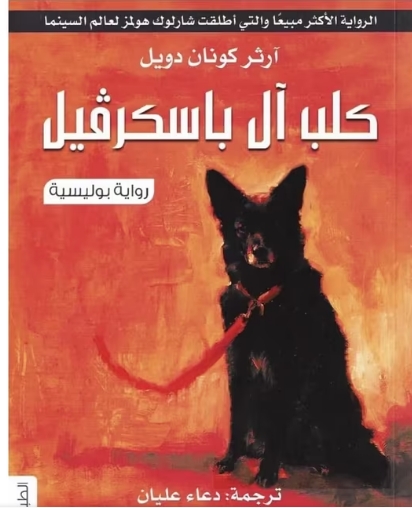 الرواية الأكثر مبيعًا والتي أطلقت شارلوك هولمز لعالم السينما
آرثر كونان دويل
كلب آل باسكرڤيل
رواية بوليسية
ترجمة: دعاء عليان